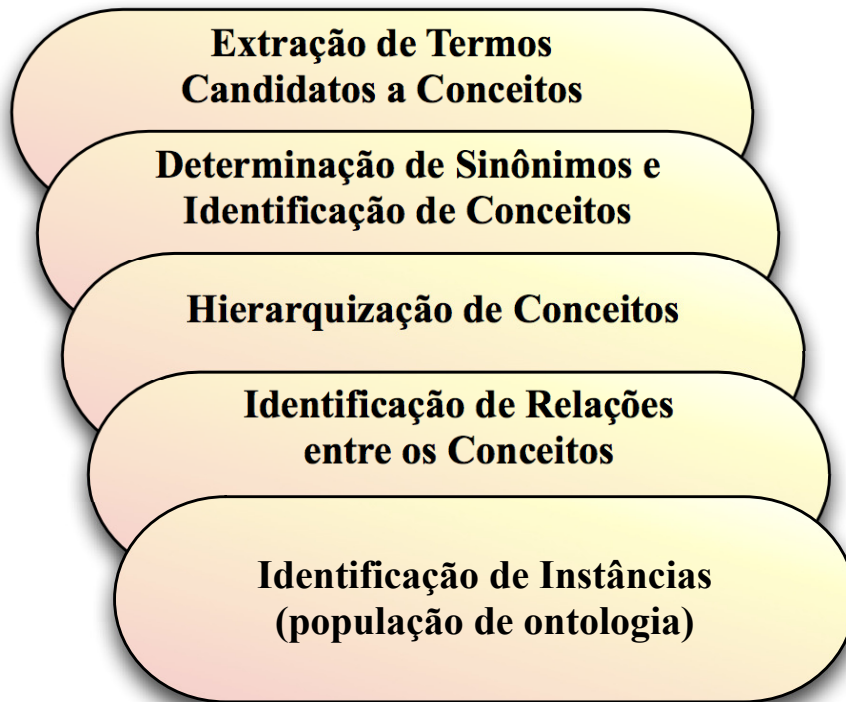 Extração de Termos
Candidatos a Conceitos
Determinação de Sinônimos e
Identificação de Conceitos
Hierarquização de Conceitos
Identificação de Relações
entre os Conceitos
Identificação de Instâncias
(população de ontologia)